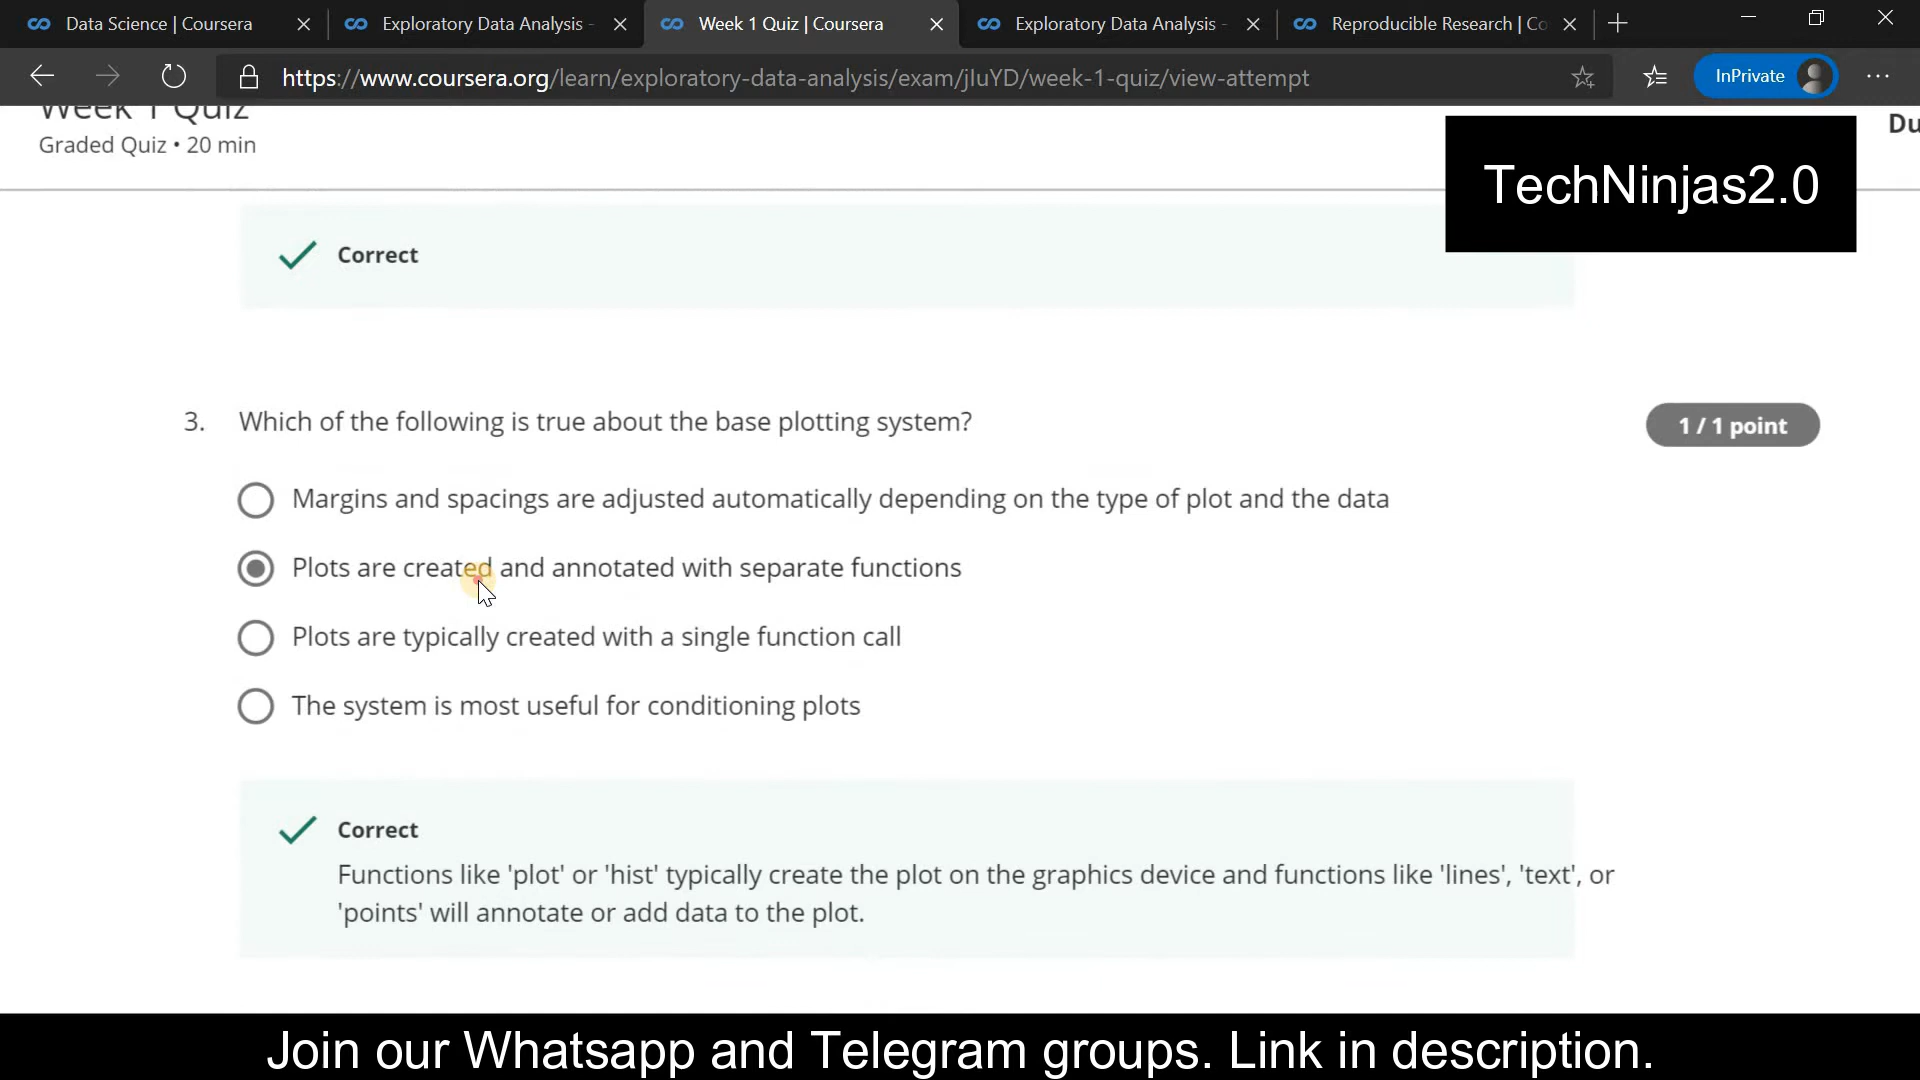 Data Science | Coursera
Exploratory Data Analysis -
Week 1 Quiz | Coursera
Exploratory Data Analysis -
Reproducible Research | Co
https://www.coursera.org/learn/exploratory-data-analysis/exam/jIuYD/week-1-quiz/view-attempt
InPrivate
Week 1 Quiz
Du
Graded Quiz • 20 min
TechNinjas2.0
Correct
3. Which of the following is true about the base plotting system?
1 / 1 point
Margins and spacings are adjusted automatically depending on the type of plot and the data
Plots are created and annotated with separate functions
Plots are typically created with a single function call
The system is most useful for conditioning plots
Correct
Functions like 'plot' or 'hist' typically create the plot on the graphics device and functions like 'lines', 'text', or
'points' will annotate or add data to the plot.
Join our Whatsapp and Telegram groups. Link in description.